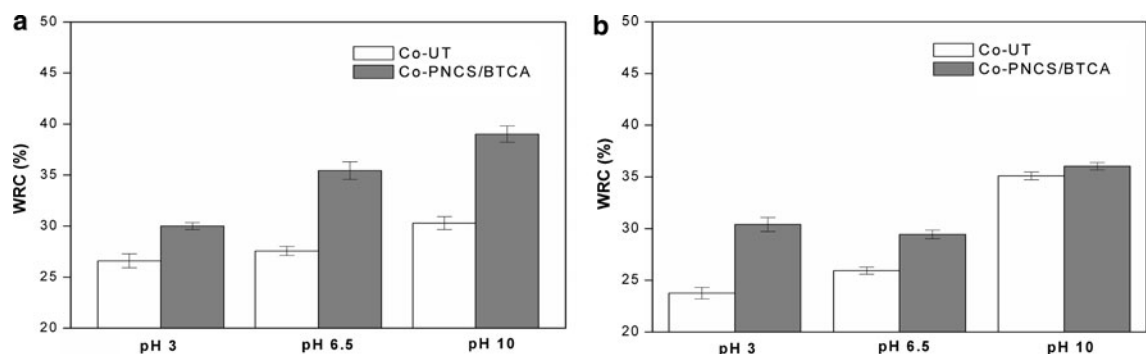 a
50
45
40
35
30
25
20
WRC (%)
Co-UT
Co-PNCS/BTCA
pH 3
pH 6.5
pH 10
b
50
45
40
35
30
25
20
WRC (%)
Co-UT
Co-PNCS/BTCA
pH 3
pH 6.5
pH 10